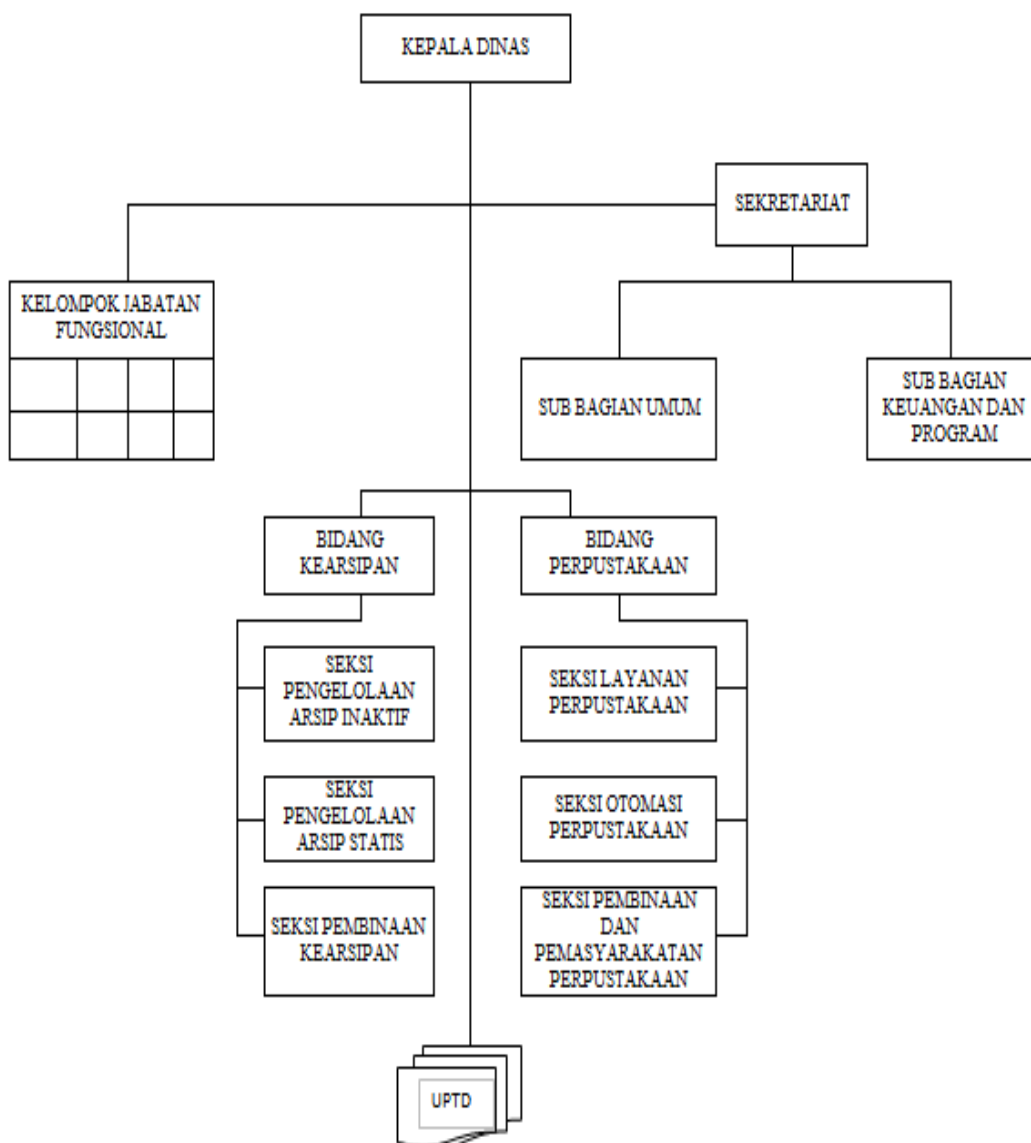 KEPALA DINAS
SEKRETARIAT
KELOMPOK JABATAN
FUNGSIONAL
SUB BAGIAN UMUM
SUB BAGIAN
KEUANGAN DAN
PROGRAM
BIDANG
KEARSIPAN
BIDANG
PERPUSTAKAAN
SEKSI
PENGELOLAAN
ARSIP INAKTIF
SEKSI LAYANAN
PERPUSTAKAAN
SEKSI
PENGELOLAAN
ARSIP STATIS
SEKSI OTOMASI
PERPUSTAKAAN
SEKSI PEMBINAAN
KEARSIPAN
SEKSI PEMBINAAN
DAN
PEMASYARAKATAN
PERPUSTAKAAN
UPTD